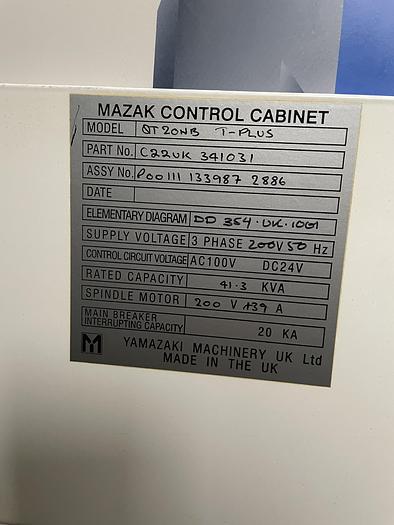 MAZAK CONTROL CABINET
MODEL QT20NB T-PLUS
PART No. C22UK 341031
ASSY No. P00111 133987 2886
DATE
ELEMENTARY DIAGRAM DD 354·UK·10G1
SUPPLY VOLTAGE 3 PHASE 200V 50 Hz
CONTROL CIRCUIT VOLTAGE AC100V DC24V
RATED CAPACITY 41·3 KVA
SPINDLE MOTOR 200 V 139 A
MAIN BREAKER
INTERRUPTING CAPACITY 20 KA
YAMAZAKI MACHINERY UK Ltd
MADE IN THE UK